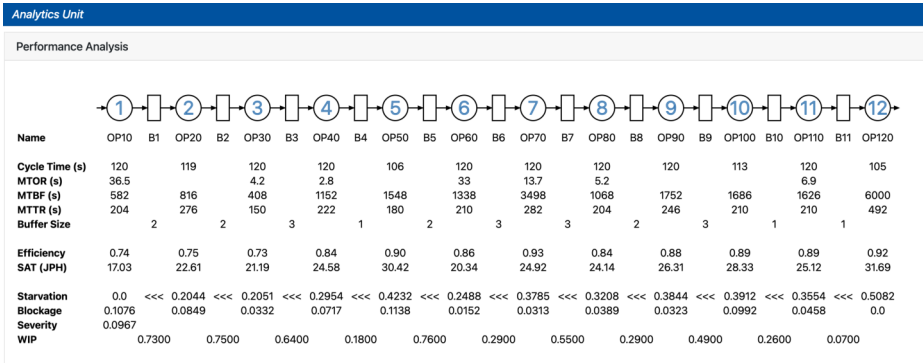 Analytics Unit
Performance Analysis
1 2 3 4 5 6 7 8 9 10 11 12
Name OP10 B1 OP20 B2 OP30 B3 OP40 B4 OP50 B5 OP60 B6 OP70 B7 OP80 B8 OP90 B9 OP100 B10 OP110 B11 OP120
Cycle Time (s) 120 119 120 120 106 120 120 120 120 113 120 105
MTOR (s) 36.5 4.2 2.8 33 13.7 5.2 6.9
MTBF (s) 582 816 408 1152 1548 1338 3498 1068 1752 1686 1626 6000
MTTR (s) 204 276 150 222 180 210 282 204 246 210 210 492
Buffer Size 2 2 3 1 2 3 3 2 3 1 1
Efficiency 0.74 0.75 0.73 0.84 0.90 0.86 0.93 0.84 0.88 0.89 0.89 0.92
SAT (JPH) 17.03 22.61 21.19 24.58 30.42 20.34 24.92 24.14 26.31 28.33 25.12 31.69
Starvation 0.0 <<< 0.2044 <<< 0.2051 <<< 0.2954 <<< 0.4232 <<< 0.2488 <<< 0.3785 <<< 0.3208 <<< 0.3844 <<< 0.3912 <<< 0.3554 <<< 0.5082
Blockage 0.1076 0.0849 0.0332 0.0717 0.1138 0.0152 0.0313 0.0389 0.0323 0.0992 0.0458 0.0
Severity 0.0967
WIP 0.7300 0.7500 0.6400 0.1800 0.7600 0.2900 0.5500 0.2900 0.4900 0.2600 0.0700